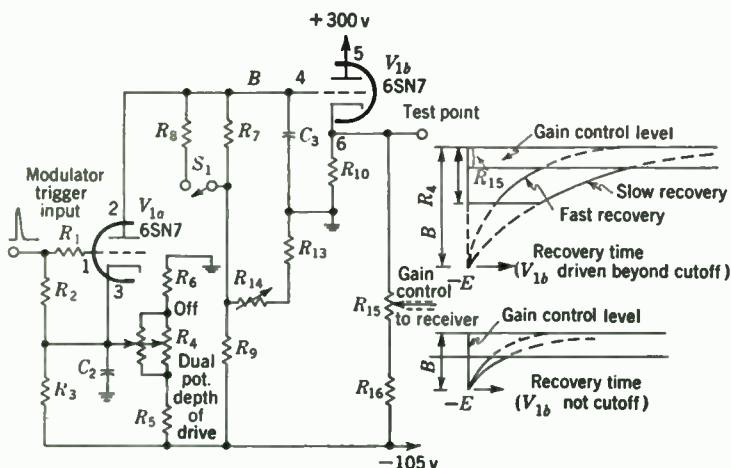 +300 v
5
V1b
6SN7
B
4
Test point
6
R8
R7
C3
R10
S1
Modulator
trigger
input
2
V1a
6SN7
R1
1
3
R2
R6
R13
R14
Off
R4
Dual
pot.
depth
of
drive
R9
C2
R3
R5
Gain
control
R15
to receiver
R16
−105 v
Gain control level
R15
R4
B
Slow recovery
Fast recovery
−E
Recovery time
(V1b driven beyond cutoff)
Gain control level
B
−E
Recovery time
(V1b not cutoff)